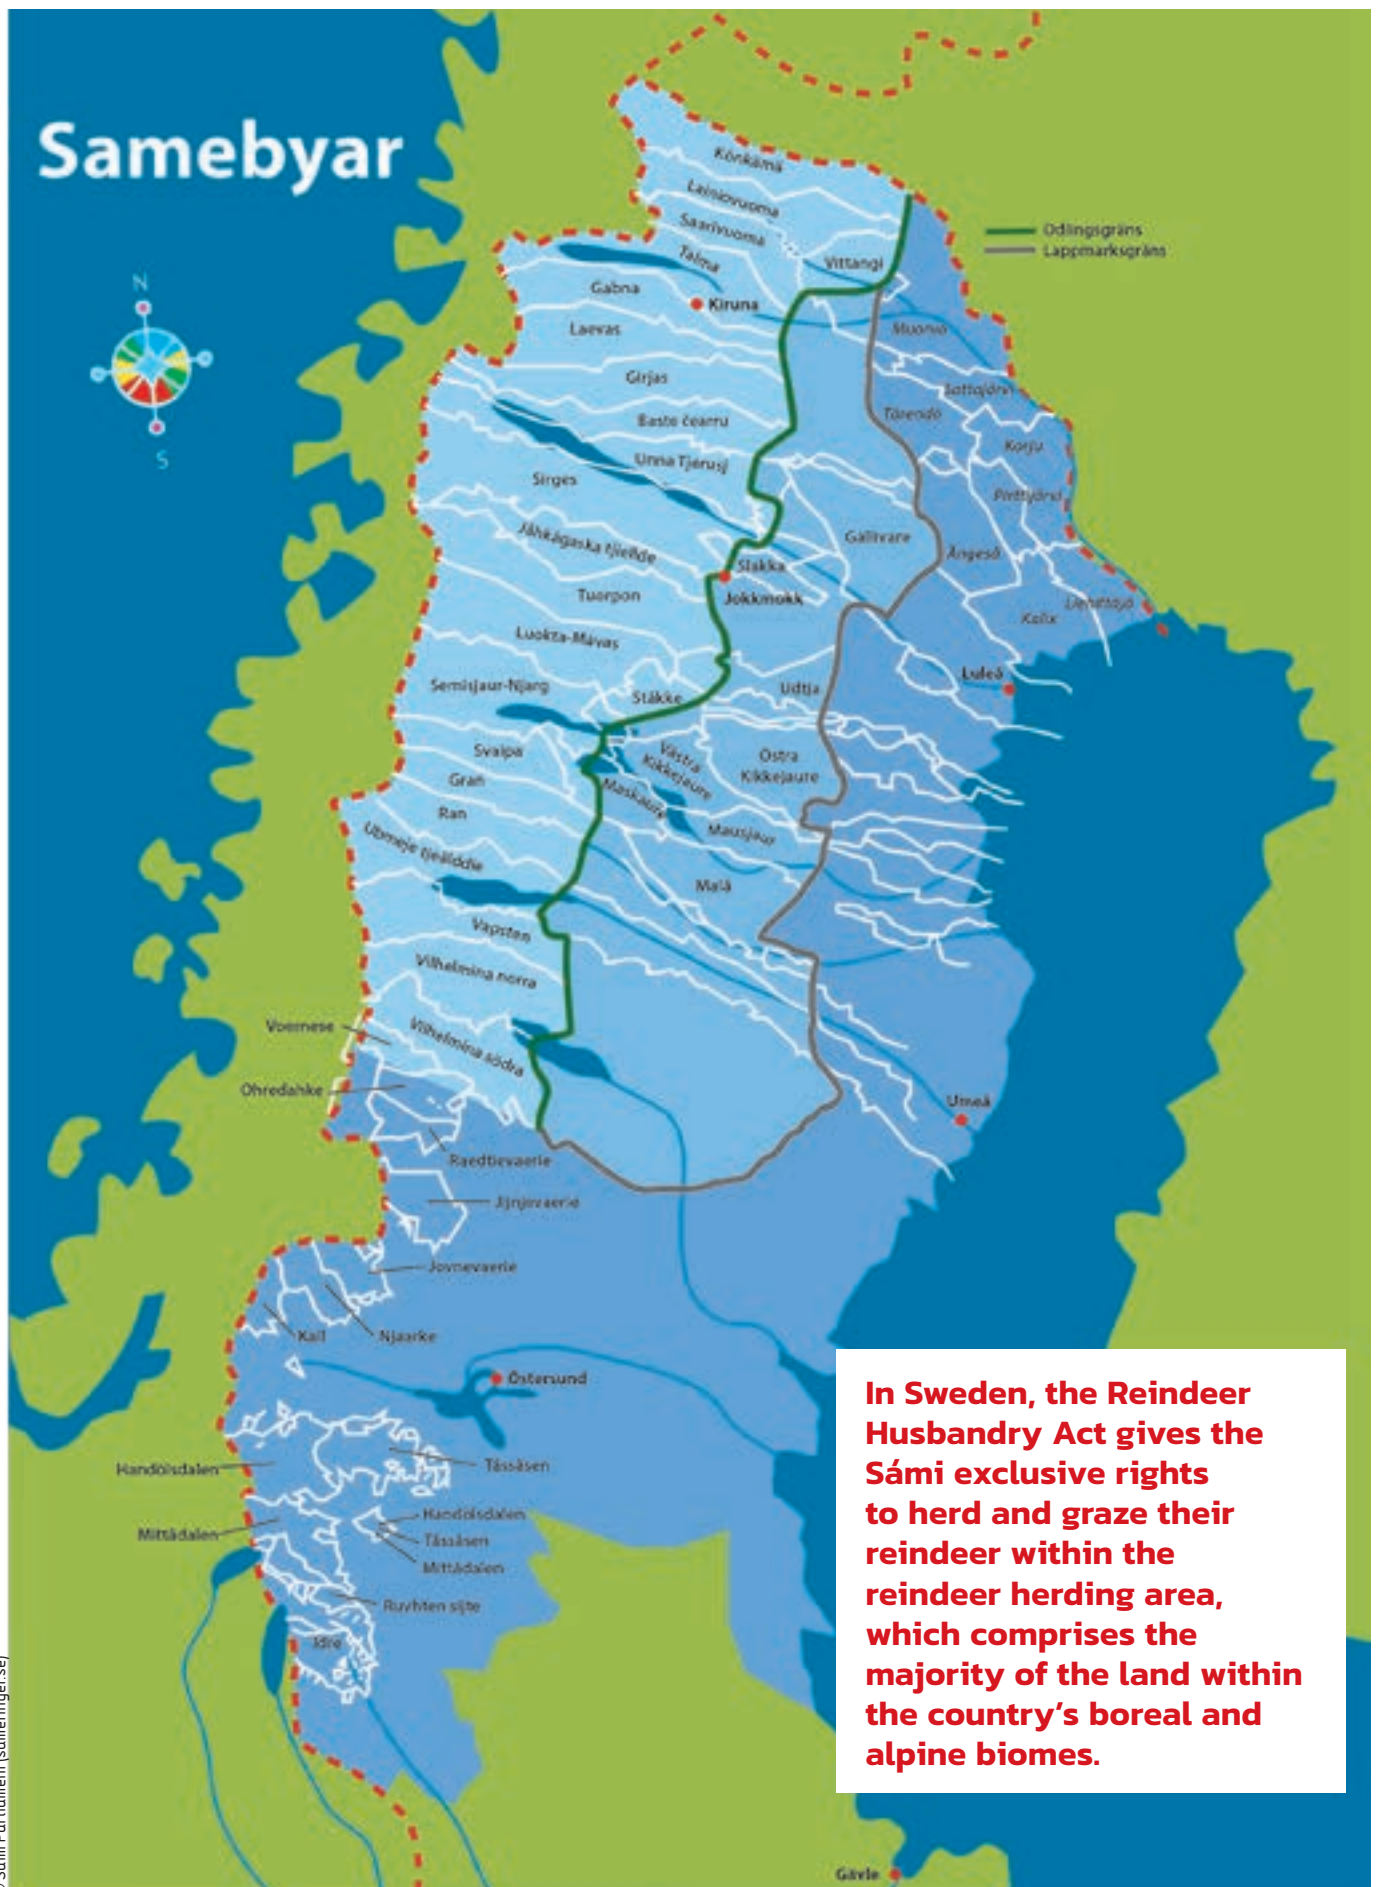 Samebyar
N
S
Odlingsgräns
Lappmarksgräns
Könkämä
Lainiovuoma
Saarivuoma
Talma
Vittangi
Gabna
Kiruna
Laevas
Muonio
Girjas
Sattajärvi
Baste čearru
Tärendö
Korju
Unna Tjerusj
Sirges
Pirttijärvi
Jåhkågaska tjiellde
Gällivare
Ängeså
Slakka
Jokkmokk
Tuorpon
Liehittäjä
Kalix
Luokta-Mávas
Luleå
Semisjaur-Njarg
Ståkke
Udtja
Svaipa
Västra
Kikkejaure
Östra
Kikkejaure
Gran
Maskaure
Ran
Mausjaur
Ubmeje tjeälddie
Malå
Vapsten
Vilhelmina norra
Voernese
Vilhelmina södra
Ohredahke
Umeå
Raedtievaerie
Jijnjevaerie
Jovnevaerie
Kall
Njaarke
Östersund
Handölsdalen
Tåssåsen
Handölsdalen
Mittådalen
Tåssåsen
Mittådalen
Ruvhten sijte
Idre
In Sweden, the Reindeer
Husbandry Act gives the
Sámi exclusive rights
to herd and graze their
reindeer within the
reindeer herding area,
which comprises the
majority of the land within
the country's boreal and
alpine biomes.
Gävle